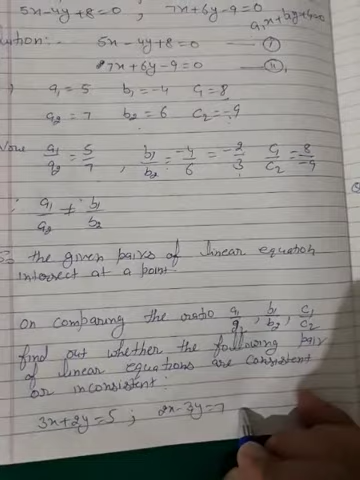 5x-4y+8=0 ; 7x+6y-9=0
a₁x+by+c=0
5x-4y+8=0 — (i)
7x+6y-9=0 — (ii)
a₁=5 b₁=-4 c₁=8
a₂=7 b₂=6 c₂=-9
a₁/a₂ = 5/7 , b₁/b₂ = -4/6 = -2/3 c₁/c₂ = 8/-9
∵ a₁/a₂ ≠ b₁/b₂
So the given pairs of linear equation
intersect at a point
On comparing the ratio a₁/a₂, b₁/b₂, c₁/c₂
find out whether the following pair
of linear equations are consistent
or inconsistent:
3x+2y=5 ; 2x-3y=7